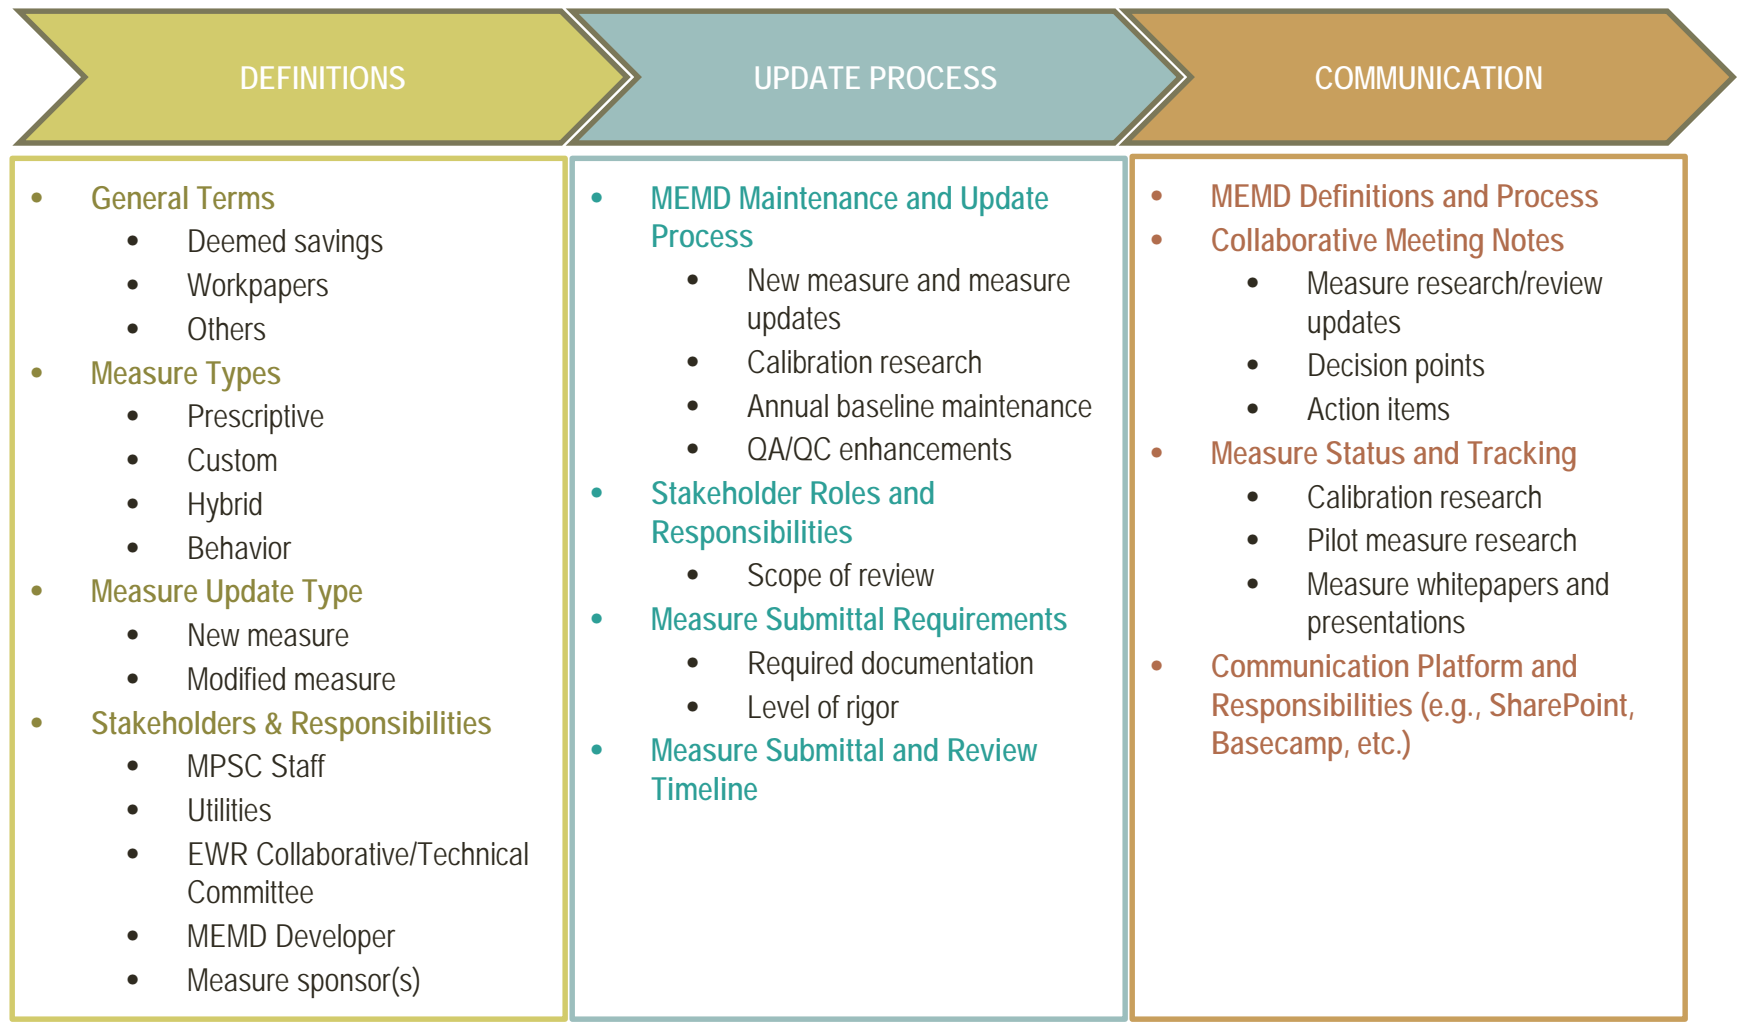 DEFINITIONS
UPDATE PROCESS
COMMUNICATION
• General Terms
• Deemed savings
• Workpapers
• Others
• Measure Types
• Prescriptive
• Custom
• Hybrid
• Behavior
• Measure Update Type
• New measure
• Modified measure
• Stakeholders & Responsibilities
• MPSC Staff
• Utilities
• EWR Collaborative/Technical
Committee
• MEMD Developer
• Measure sponsor(s)
• MEMD Maintenance and Update
Process
• New measure and measure
updates
• Calibration research
• Annual baseline maintenance
• QA/QC enhancements
• Stakeholder Roles and
Responsibilities
• Scope of review
• Measure Submittal Requirements
• Required documentation
• Level of rigor
• Measure Submittal and Review
Timeline
• MEMD Definitions and Process
• Collaborative Meeting Notes
• Measure research/review
updates
• Decision points
• Action items
• Measure Status and Tracking
• Calibration research
• Pilot measure research
• Measure whitepapers and
presentations
• Communication Platform and
Responsibilities (e.g., SharePoint,
Basecamp, etc.)